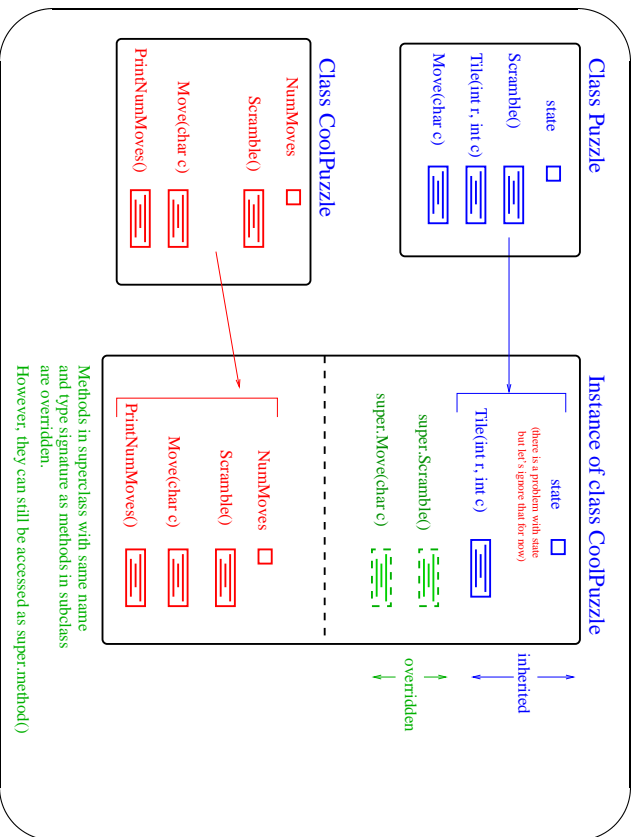 Class Puzzle
state
Scramble()
Tile(int r, int c)
Move(char c)
Class CoolPuzzle
NumMoves
Scramble()
Move(char c)
PrintNumMoves()
Instance of class CoolPuzzle
state
(there is a problem with state
but let's ignore that for now)
Tile(int r, int c)
super.Scramble()
super.Move(char c)
NumMoves
Scramble()
Move(char c)
PrintNumMoves()
inherited
overridden
Methods in superclass with same name
and type signature as methods in subclass
are overridden.
However, they can still be accessed as super.method()